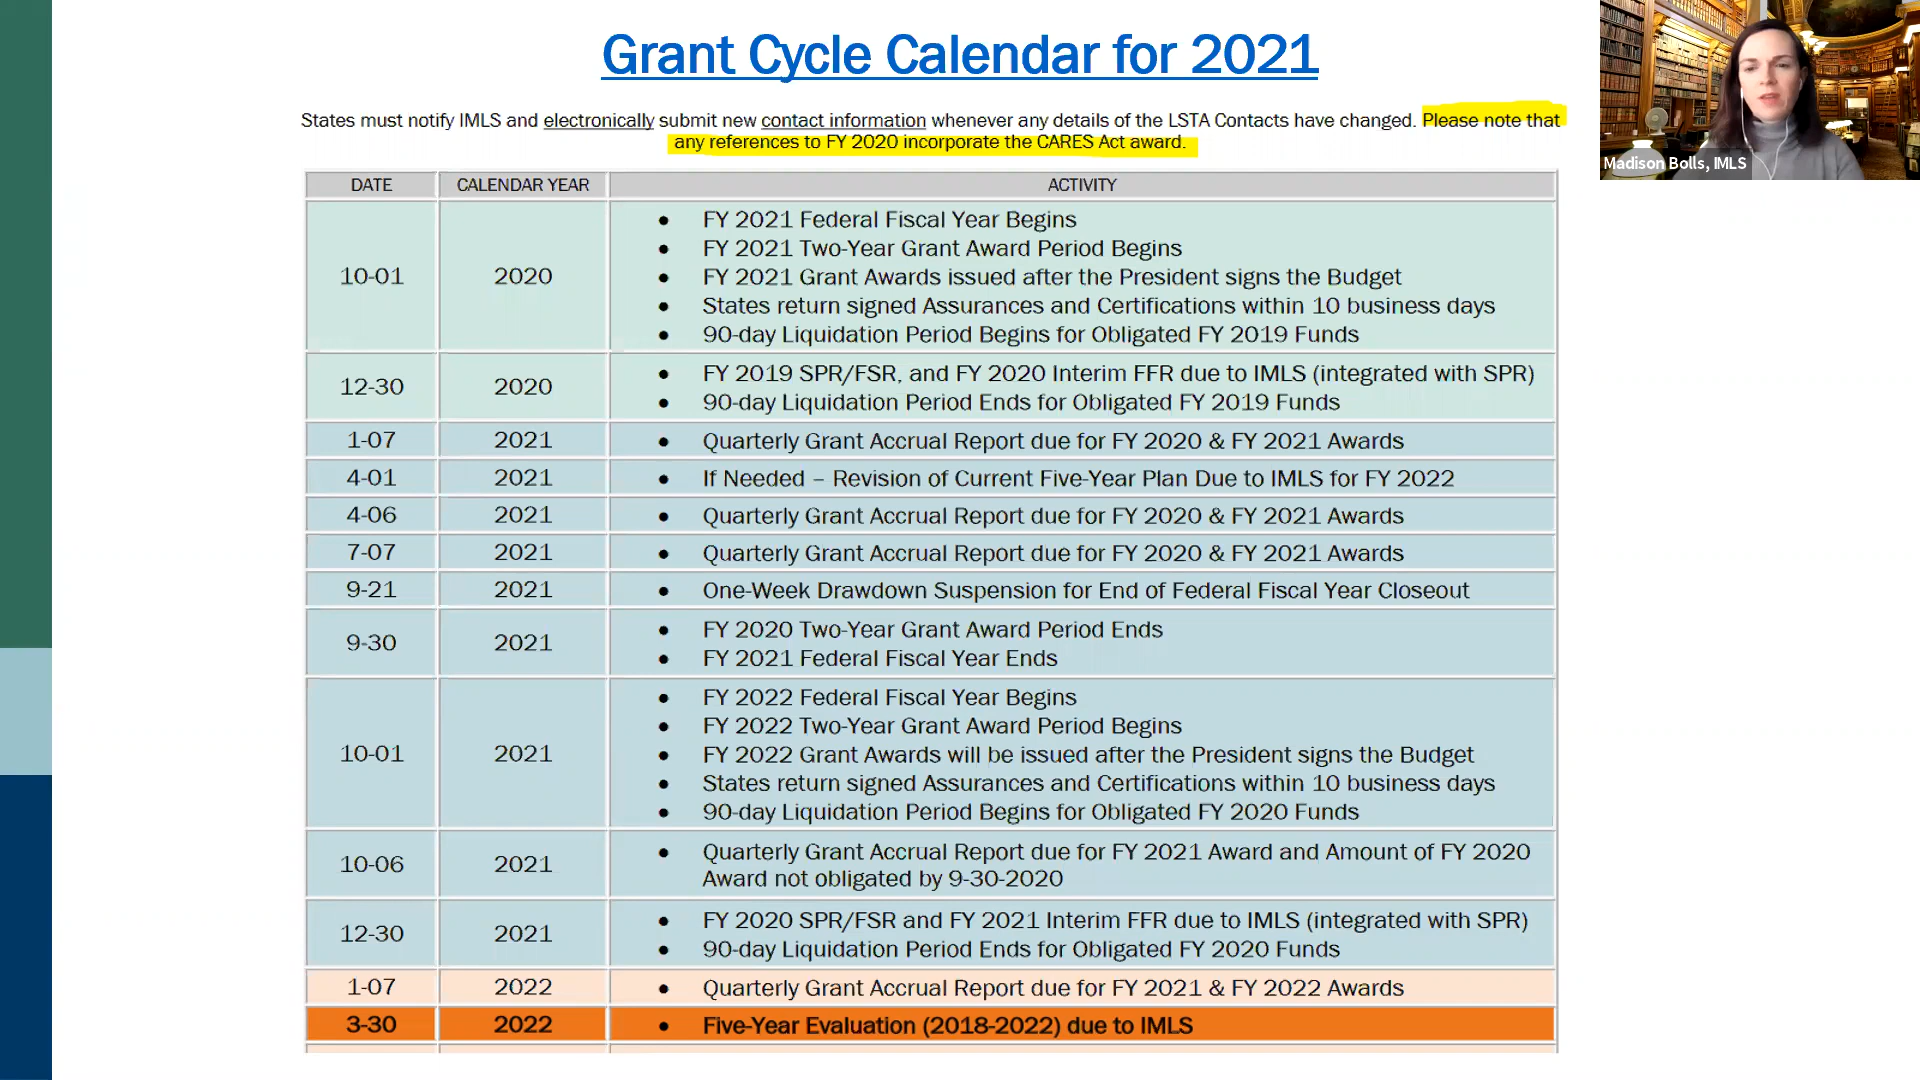 Grant Cycle Calendar for 2021
States must notify IMLS and electronically submit new contact information whenever any details of the LSTA Contacts have changed. Please note that
any references to FY 2020 incorporate the CARES Act award.
Madison Bolls, IMLS
DATE CALENDAR YEAR ACTIVITY
10-01 2020
• FY 2021 Federal Fiscal Year Begins
• FY 2021 Two-Year Grant Award Period Begins
• FY 2021 Grant Awards issued after the President signs the Budget
• States return signed Assurances and Certifications within 10 business days
• 90-day Liquidation Period Begins for Obligated FY 2019 Funds
12-30 2020
• FY 2019 SPR/FSR, and FY 2020 Interim FFR due to IMLS (integrated with SPR)
• 90-day Liquidation Period Ends for Obligated FY 2019 Funds
1-07 2021 • Quarterly Grant Accrual Report due for FY 2020 & FY 2021 Awards
4-01 2021 • If Needed – Revision of Current Five-Year Plan Due to IMLS for FY 2022
4-06 2021 • Quarterly Grant Accrual Report due for FY 2020 & FY 2021 Awards
7-07 2021 • Quarterly Grant Accrual Report due for FY 2020 & FY 2021 Awards
9-21 2021 • One-Week Drawdown Suspension for End of Federal Fiscal Year Closeout
9-30 2021
• FY 2020 Two-Year Grant Award Period Ends
• FY 2021 Federal Fiscal Year Ends
10-01 2021
• FY 2022 Federal Fiscal Year Begins
• FY 2022 Two-Year Grant Award Period Begins
• FY 2022 Grant Awards will be issued after the President signs the Budget
• States return signed Assurances and Certifications within 10 business days
• 90-day Liquidation Period Begins for Obligated FY 2020 Funds
10-06 2021
• Quarterly Grant Accrual Report due for FY 2021 Award and Amount of FY 2020
Award not obligated by 9-30-2020
12-30 2021
• FY 2020 SPR/FSR and FY 2021 Interim FFR due to IMLS (integrated with SPR)
• 90-day Liquidation Period Ends for Obligated FY 2020 Funds
1-07 2022 • Quarterly Grant Accrual Report due for FY 2021 & FY 2022 Awards
3-30 2022 • Five-Year Evaluation (2018-2022) due to IMLS